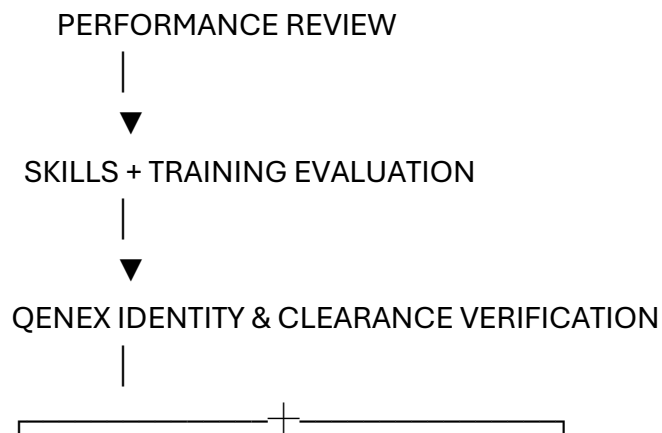 PERFORMANCE REVIEW
SKILLS + TRAINING EVALUATION
QENEX IDENTITY & CLEARANCE VERIFICATION